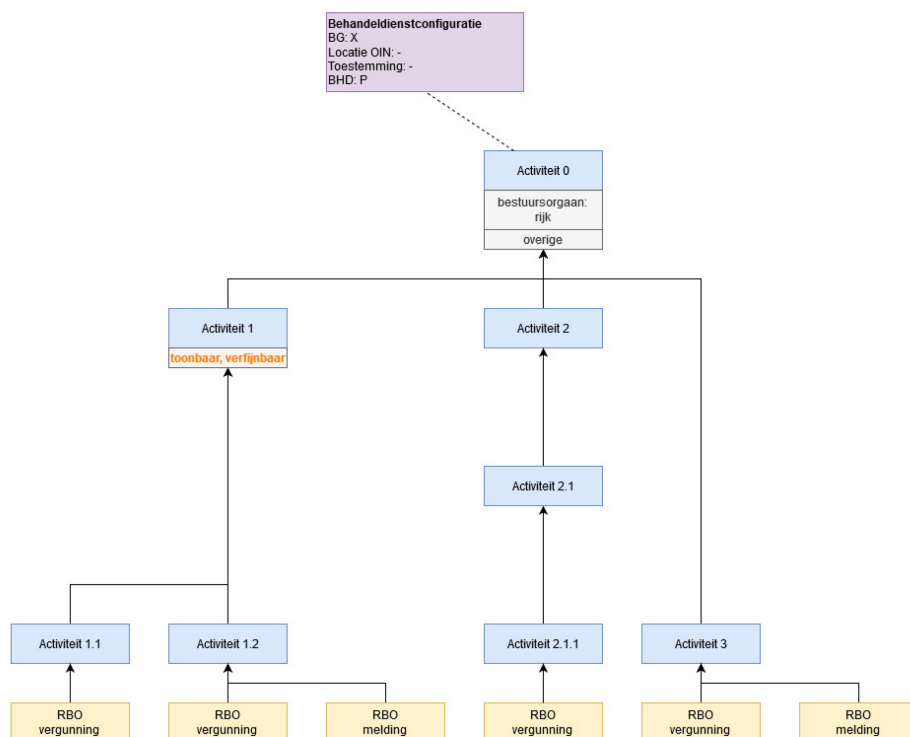 Behandeldienstconfiguratie
BG: X
Locatie OIN: -
Toestemming: -
BHD: P
Activiteit 0
bestuursorgaan:
rijk
overige
Activiteit 1
toonbaar, verfijnbaar
Activiteit 2
Activiteit 2.1
Activiteit 1.1
Activiteit 1.2
Activiteit 2.1.1
Activiteit 3
RBO
vergunning
RBO
vergunning
RBO
melding
RBO
vergunning
RBO
vergunning
RBO
melding